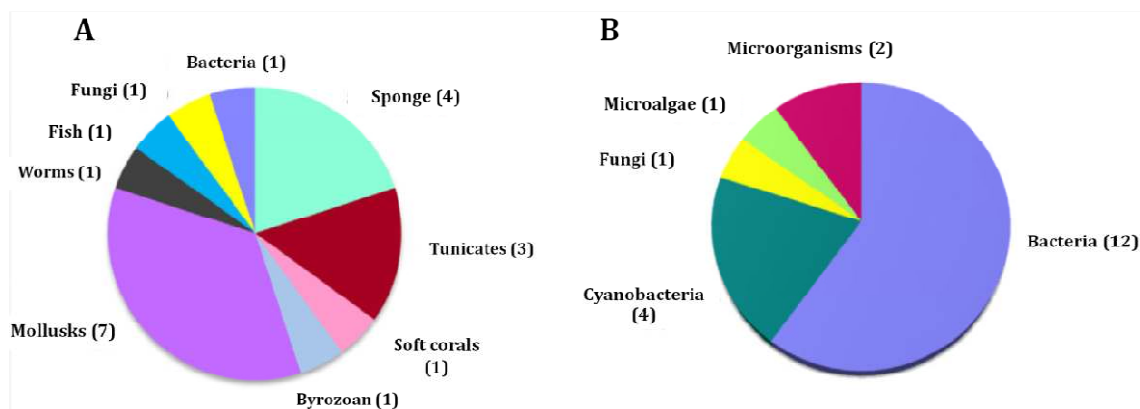 A
Bacteria (1)
Fungi (1)
Sponge (4)
Fish (1)
Worms (1)
Tunicates (3)
Mollusks (7)
Soft corals
(1)
Byrozoan (1)
B
Microorganisms (2)
Microalgae (1)
Fungi (1)
Bacteria (12)
Cyanobacteria
(4)